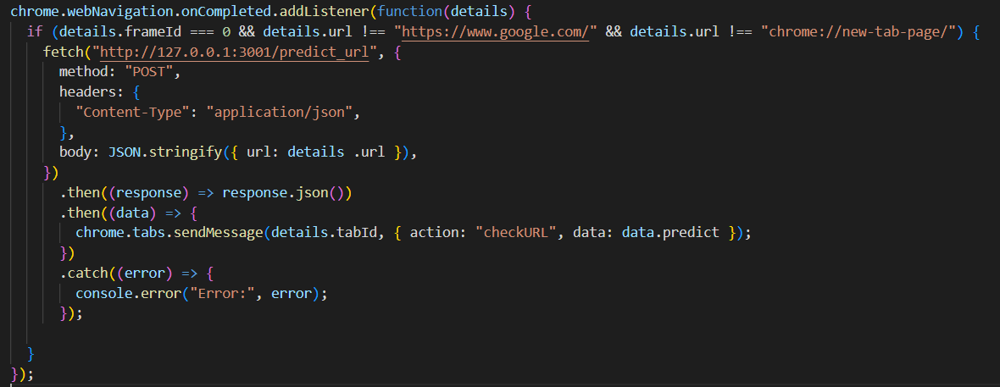 chrome.webNavigation.onCompleted.addListener(function(details) {
  if (details.frameId === 0 && details.url !== "https://www.google.com/" && details.url !== "chrome://new-tab-page/") {
    fetch("http://127.0.0.1:3001/predict_url", {
      method: "POST",
      headers: {
        "Content-Type": "application/json",
      },
      body: JSON.stringify({ url: details .url }),
    })
      .then((response) => response.json())
      .then((data) => {
        chrome.tabs.sendMessage(details.tabId, { action: "checkURL", data: data.predict });
      })
      .catch((error) => {
        console.error("Error:", error);
      });
  }
});